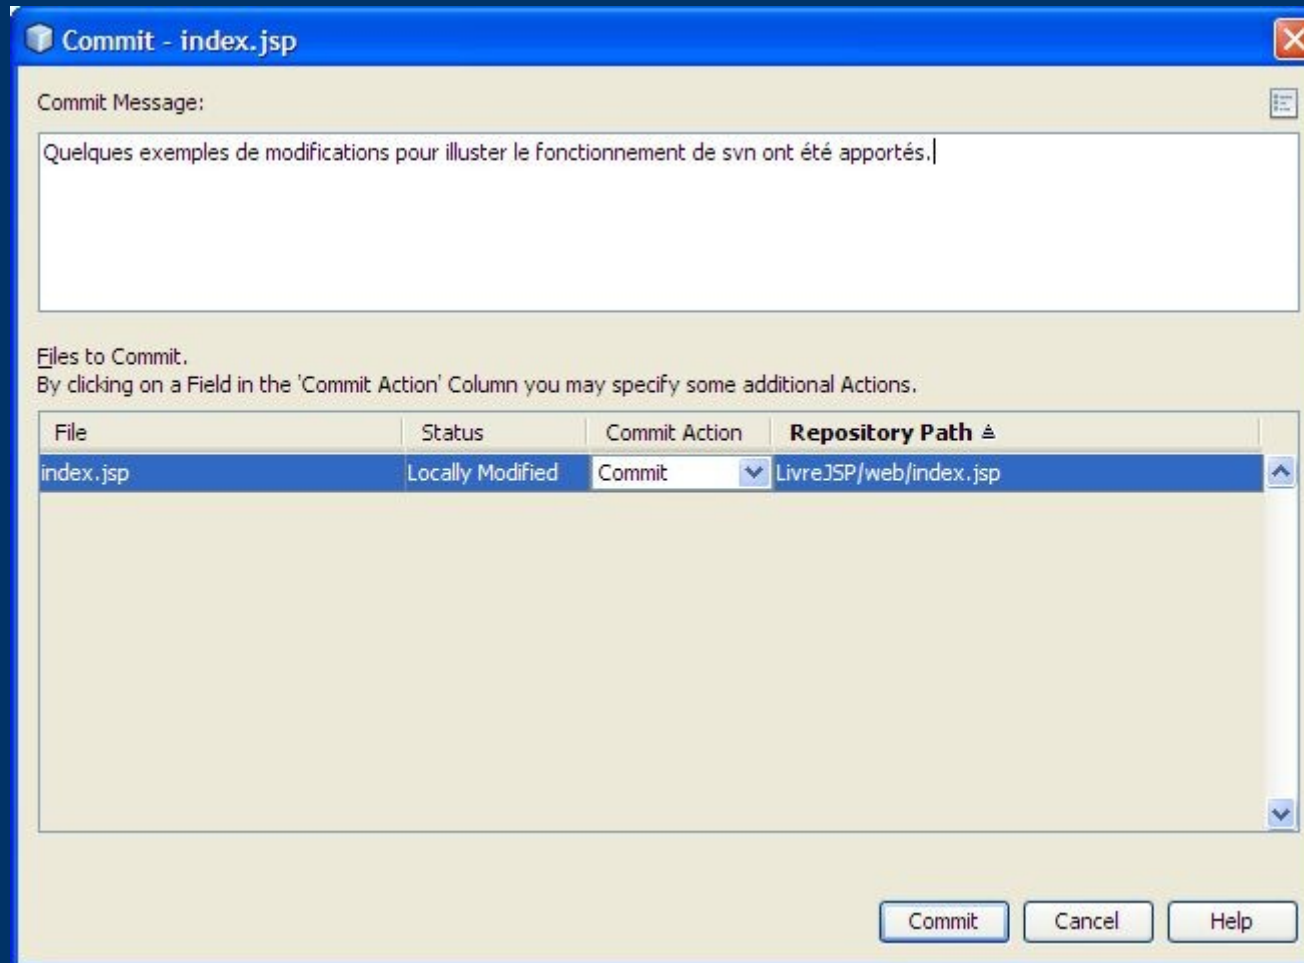 Commit - index.jsp
Commit Message:
Quelques exemples de modifications pour illuster le fonctionnement de svn ont été apportés.
Files to Commit.
By clicking on a Field in the 'Commit Action' Column you may specify some additional Actions.
File Status Commit Action Repository Path
index.jsp Locally Modified Commit LivreJSP/web/index.jsp
Commit Cancel Help